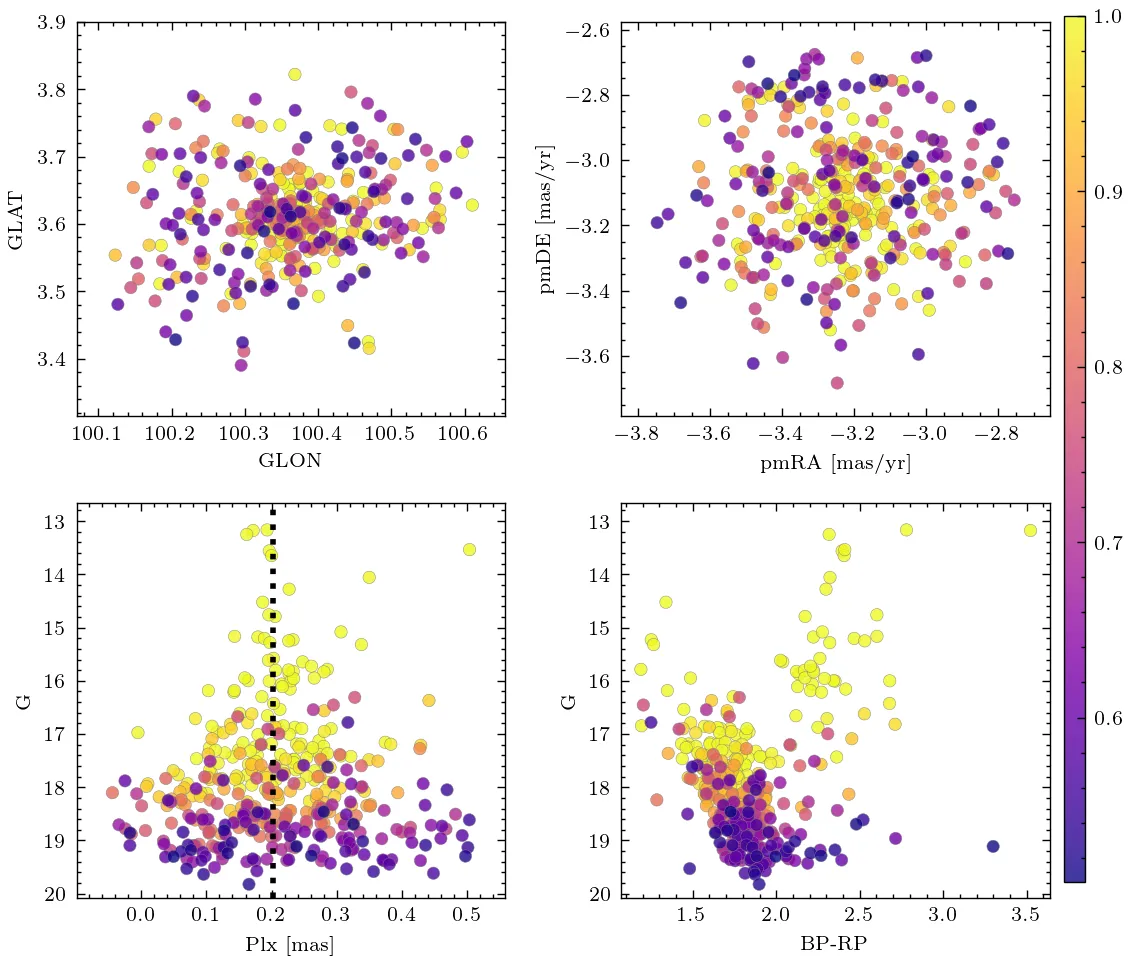 3.9
3.8
3.7
3.6
3.5
3.4
GLAT
100.1 100.2 100.3 100.4 100.5 100.6
GLON
−2.6
−2.8
−3.0
−3.2
−3.4
−3.6
pmDE [mas/yr]
−3.8 −3.6 −3.4 −3.2 −3.0 −2.8
pmRA [mas/yr]
1.0
0.9
0.8
0.7
0.6
13
14
15
16
17
18
19
20
G
0.0 0.1 0.2 0.3 0.4 0.5
Plx [mas]
13
14
15
16
17
18
19
20
G
1.5 2.0 2.5 3.0 3.5
BP-RP